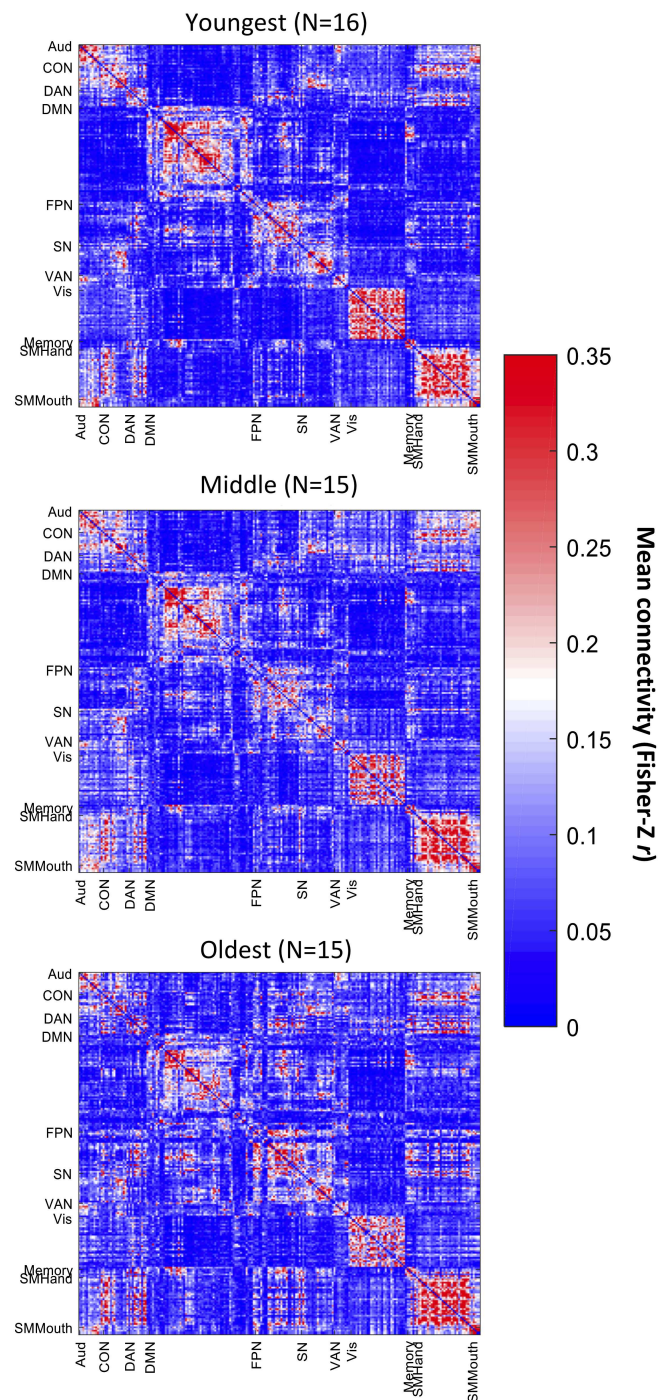 Youngest (N=16)
Aud
CON
DAN
DMN
FPN
SN
VAN
Vis
Memory
SMHand
SMMouth
Aud
CON
DAN
DMN
FPN
SN
VAN
Vis
Memory
SMHand
SMMouth
Middle (N=15)
Aud
CON
DAN
DMN
FPN
SN
VAN
Vis
Memory
SMHand
SMMouth
Aud
CON
DAN
DMN
FPN
SN
VAN
Vis
Memory
SMHand
SMMouth
Oldest (N=15)
Aud
CON
DAN
DMN
FPN
SN
VAN
Vis
Memory
SMHand
SMMouth
Aud
CON
DAN
DMN
FPN
SN
VAN
Vis
Memory
SMHand
SMMouth
0.35
0.3
0.25
0.2
0.15
0.1
0.05
0
Mean connectivity (Fisher-Z r)